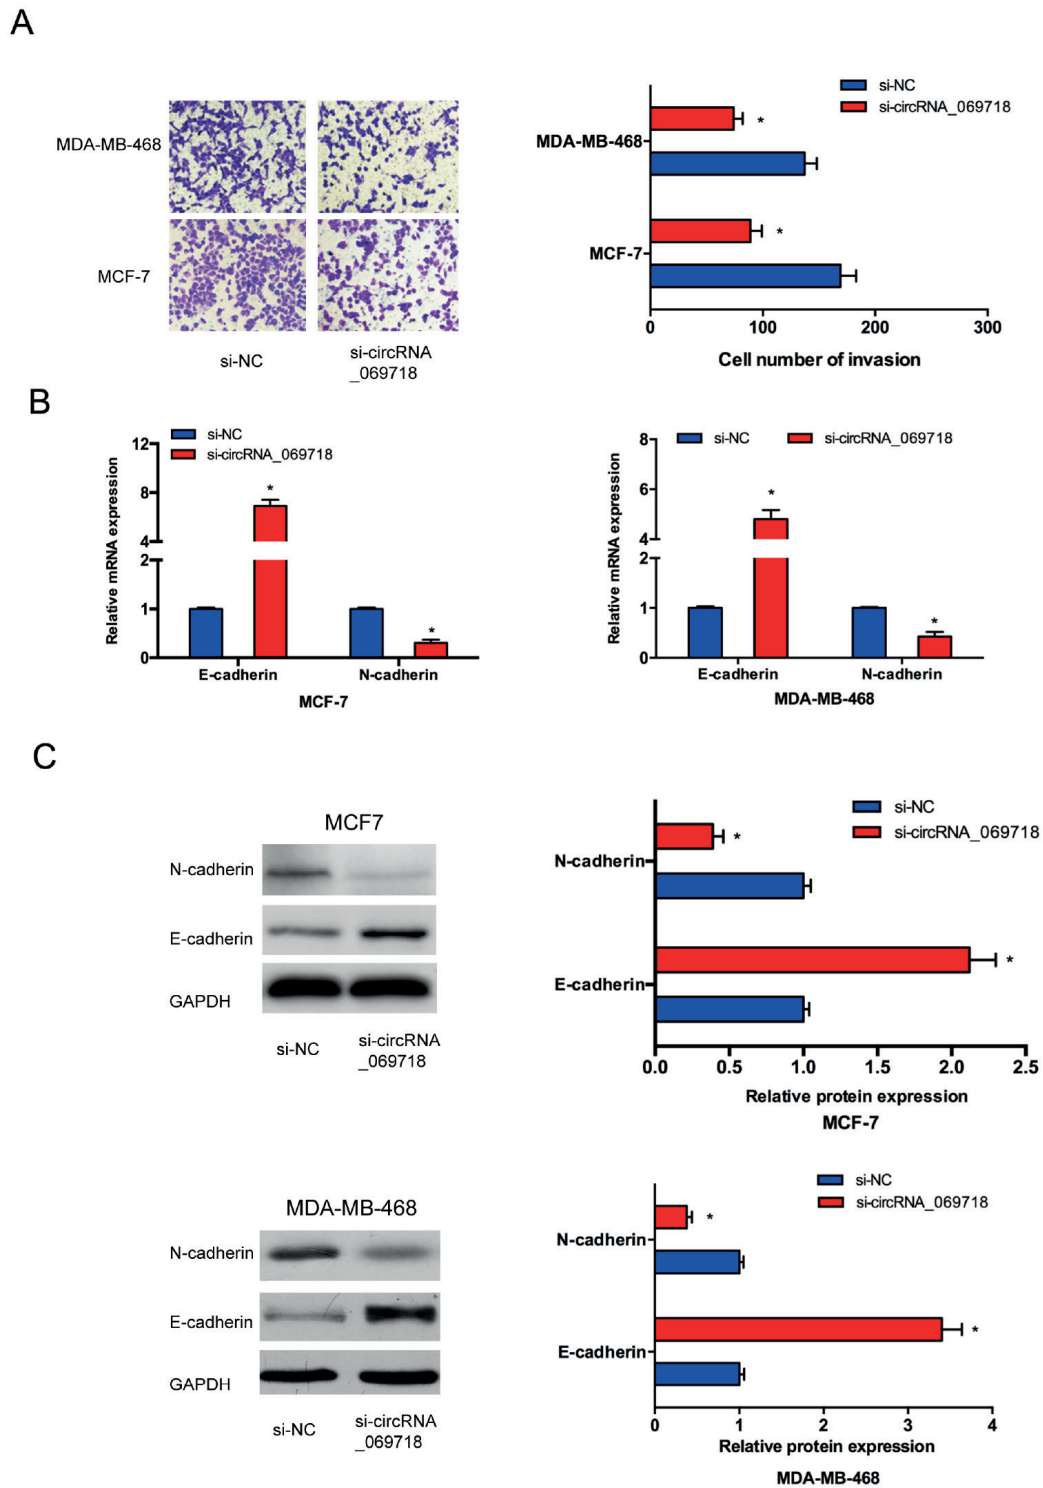 A
MDA-MB-468
MCF-7
si-NC
si-circRNA
_069718
si-NC
si-circRNA_069718
MDA-MB-468
MCF-7
0
100
200
300
Cell number of invasion
B
si-NC
si-circRNA_069718
Relative mRNA expression
12
8
4
2
1
0
*
*
E-cadherin
N-cadherin
MCF-7
si-NC
si-circRNA_069718
Relative mRNA expression
8
6
4
2
1
0
*
*
E-cadherin
N-cadherin
MDA-MB-468
C
MCF7
N-cadherin
E-cadherin
GAPDH
si-NC
si-circRNA
_069718
si-NC
si-circRNA_069718
N-cadherin
*
E-cadherin
*
0.0
0.5
1.0
1.5
2.0
2.5
Relative protein expression
MCF-7
MDA-MB-468
N-cadherin
E-cadherin
GAPDH
si-NC
si-circRNA
_069718
si-NC
si-circRNA_069718
N-cadherin
*
E-cadherin
*
0
1
2
3
4
Relative protein expression
MDA-MB-468